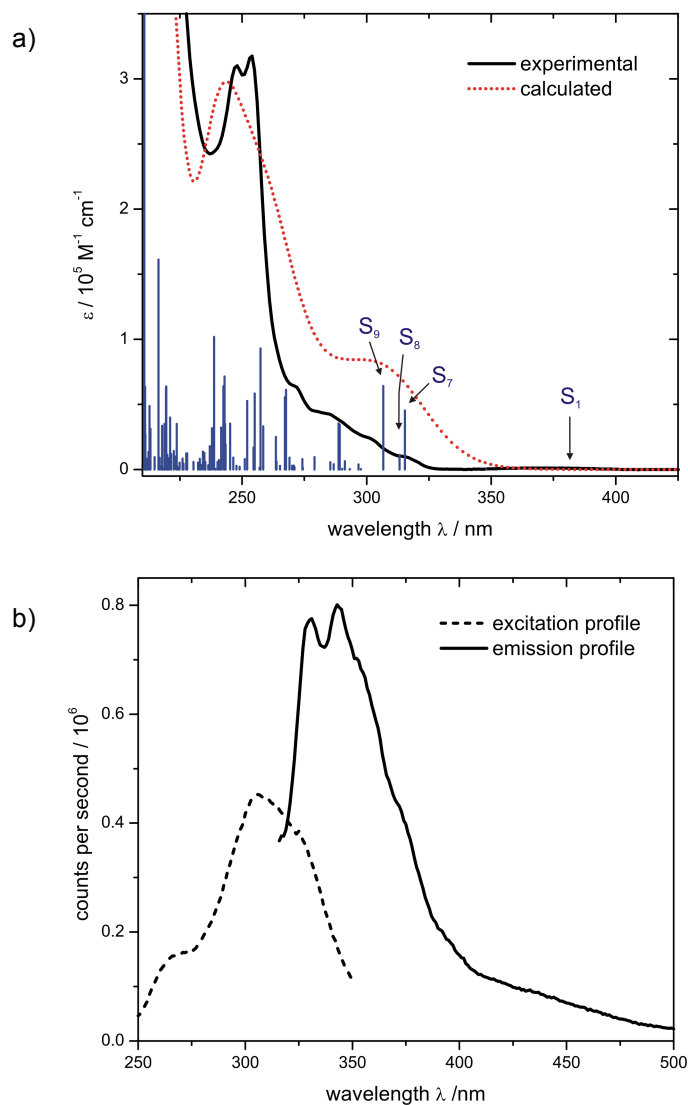 a)
experimental
calculated
ε / 10⁵ M⁻¹ cm⁻¹
3
2
1
0
S₉
S₈
S₇
S₁
250 300 350 400
wavelength λ / nm
b)
excitation profile
emission profile
counts per second / 10⁶
0.8
0.6
0.4
0.2
0.0
250 300 350 400 450 500
wavelength λ /nm